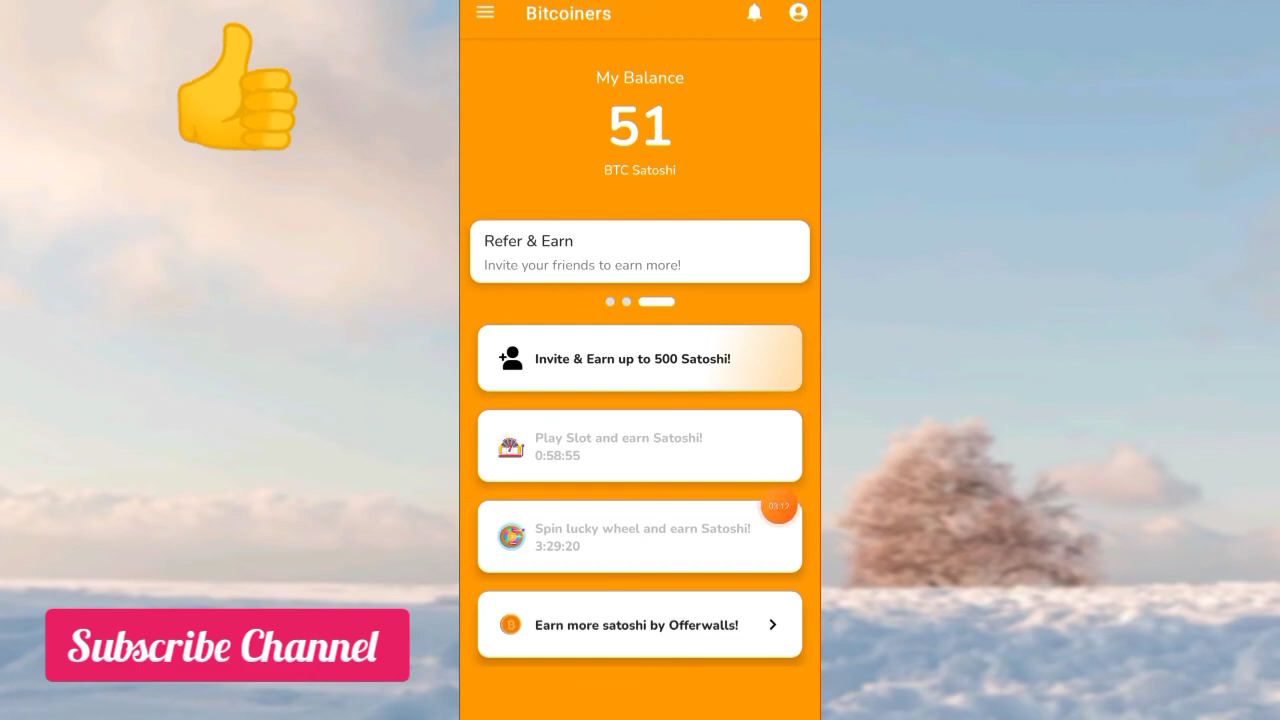 Bitcoiners
My Balance
51
BTC Satoshi
Refer & Earn
Invite your friends to earn more!
Invite & Earn up to 500 Satoshi!
Play Slot and earn Satoshi!
0:58:55
03:17
Spin lucky wheel and earn Satoshi!
3:29:20
Earn more satoshi by Offerwalls!
Subscribe Channel